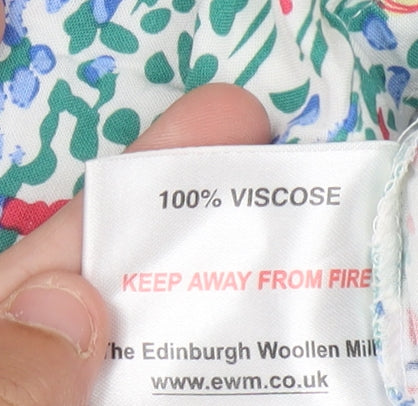 100% VISCOSE
KEEP AWAY FROM FIRE
The Edinburgh Woollen Mill
www.ewm.co.uk